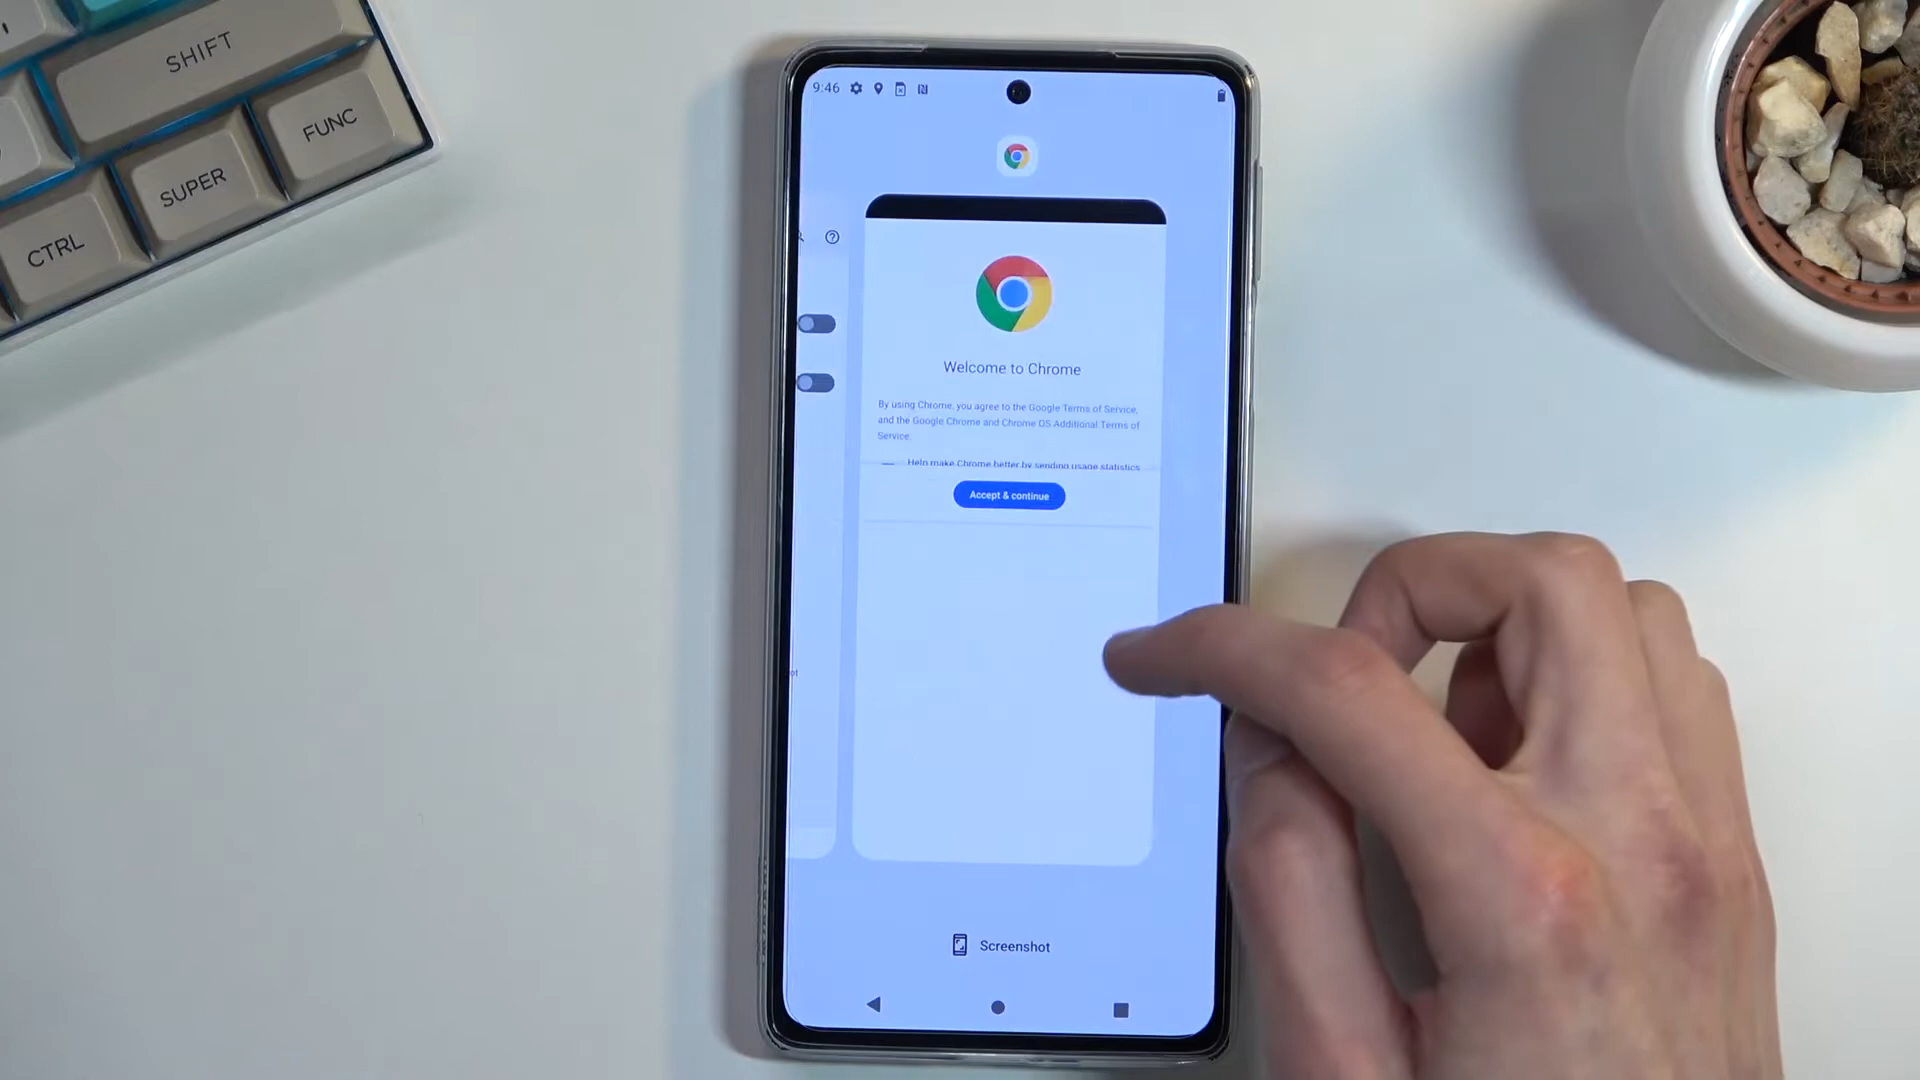 SHIFT
FUNC
SUPER
CTRL
9:46
Welcome to Chrome
By using Chrome, you agree to the Google Terms of Service,
and the Google Chrome and Chrome OS Additional Terms of
Service.
Help make Chrome better by sending usage statistics
Accept & continue
Screenshot